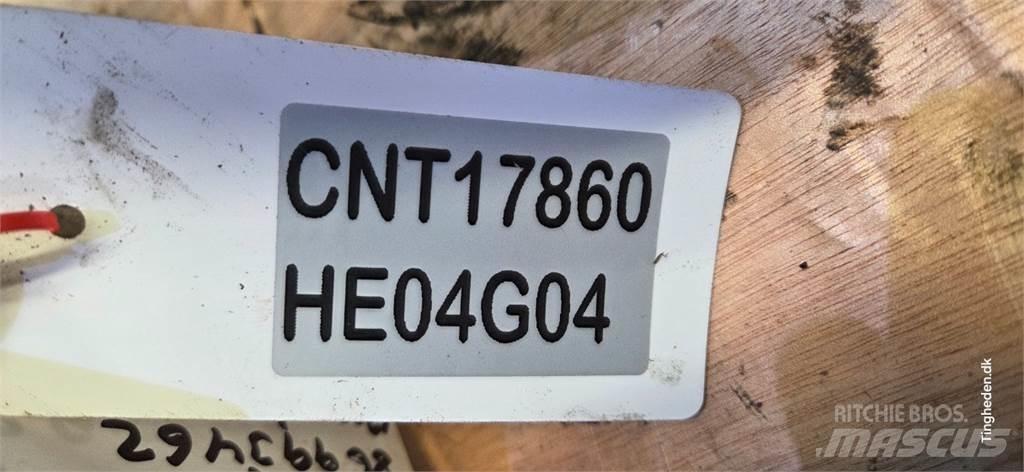 CNT17860
HE04G04
RITCHIE BROS.
MASCUS
Tingheden.dk